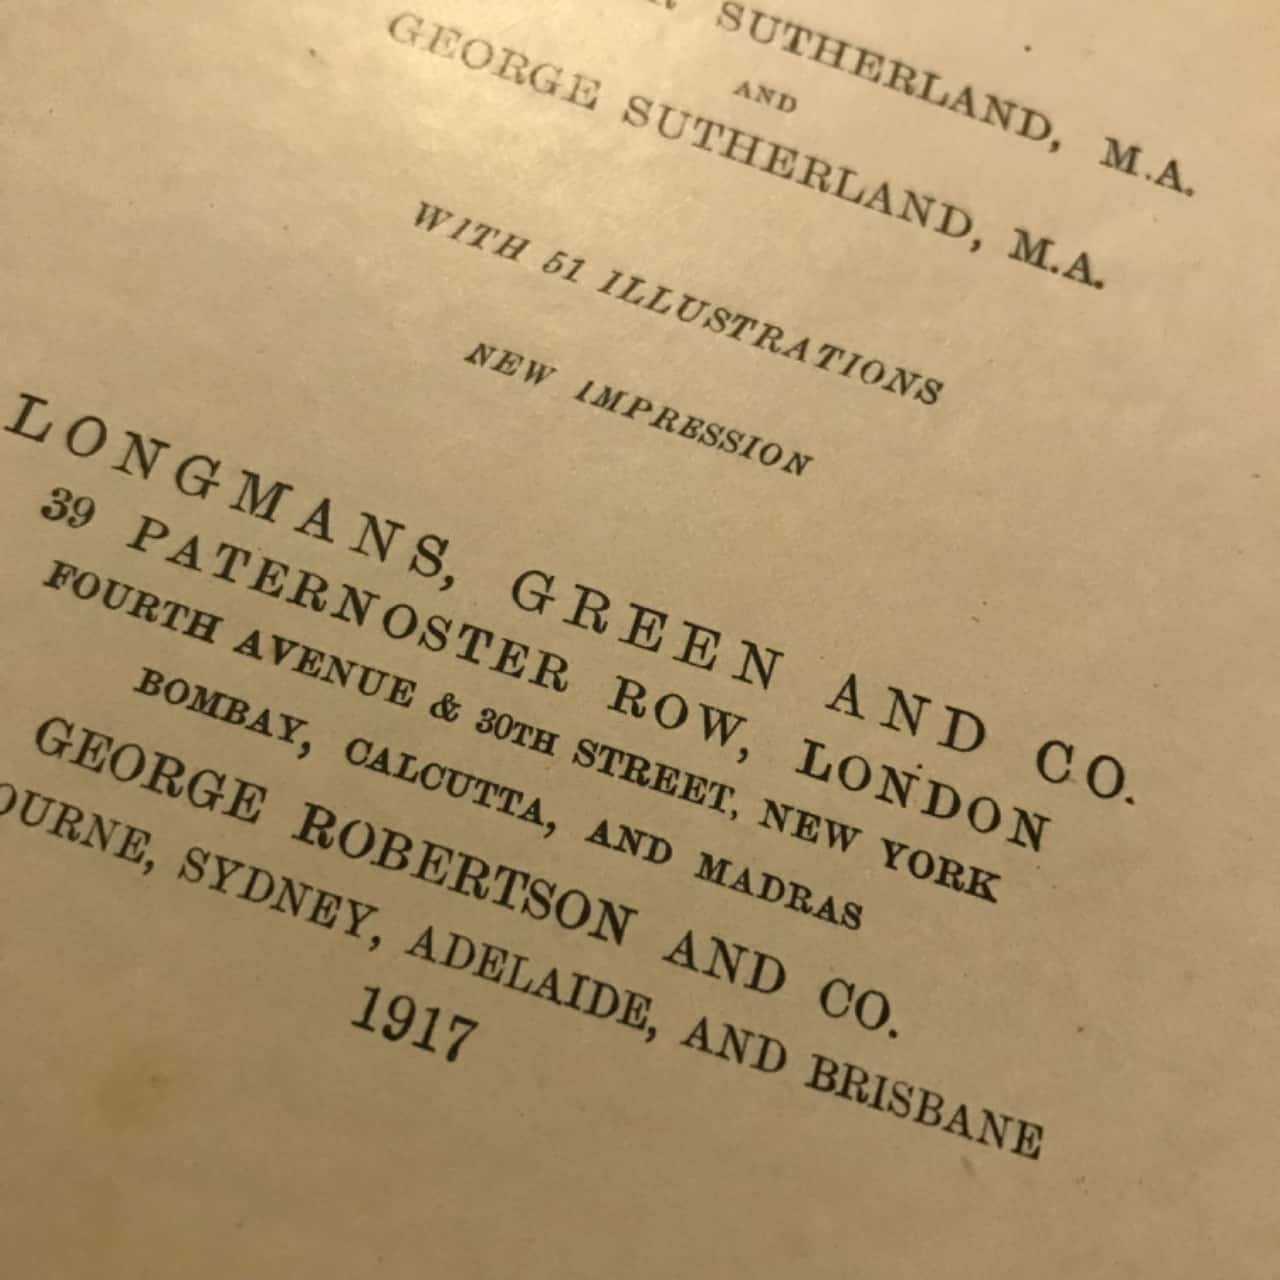 SUTHERLAND, M.A.
AND
GEORGE SUTHERLAND, M.A.
WITH 51 ILLUSTRATIONS
NEW IMPRESSION
LONGMANS, GREEN AND CO.
39 PATERNOSTER ROW, LONDON
FOURTH AVENUE & 30TH STREET, NEW YORK
BOMBAY, CALCUTTA, AND MADRAS
GEORGE ROBERTSON AND CO.
OURNE, SYDNEY, ADELAIDE, AND BRISBANE
1917